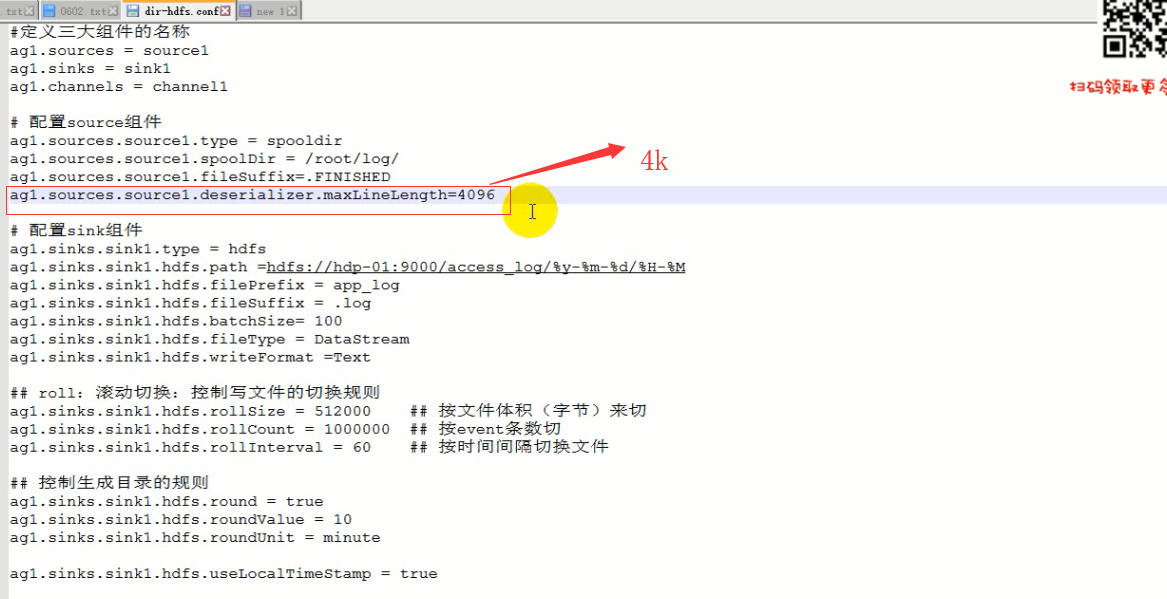 .txt
0602.txt
dir-hdfs.conf
new 1
#定义三大组件的名称
ag1.sources = source1
ag1.sinks = sink1
ag1.channels = channel1
扫码领取更多
# 配置source组件
ag1.sources.source1.type = spooldir
ag1.sources.source1.spoolDir = /root/log/
4k
ag1.sources.source1.fileSuffix=.FINISHED
ag1.sources.source1.deserializer.maxLineLength=4096
# 配置sink组件
ag1.sinks.sink1.type = hdfs
ag1.sinks.sink1.hdfs.path =hdfs://hdp-01:9000/access_log/%y-%m-%d/%H-%M
ag1.sinks.sink1.hdfs.filePrefix = app_log
ag1.sinks.sink1.hdfs.fileSuffix = .log
ag1.sinks.sink1.hdfs.batchSize= 100
ag1.sinks.sink1.hdfs.fileType = DataStream
ag1.sinks.sink1.hdfs.writeFormat =Text
## roll：滚动切换：控制写文件的切换规则
ag1.sinks.sink1.hdfs.rollSize = 512000    ## 按文件体积（字节）来切
ag1.sinks.sink1.hdfs.rollCount = 1000000  ## 按event条数切
ag1.sinks.sink1.hdfs.rollInterval = 60    ## 按时间间隔切换文件
## 控制生成目录的规则
ag1.sinks.sink1.hdfs.round = true
ag1.sinks.sink1.hdfs.roundValue = 10
ag1.sinks.sink1.hdfs.roundUnit = minute
ag1.sinks.sink1.hdfs.useLocalTimeStamp = true